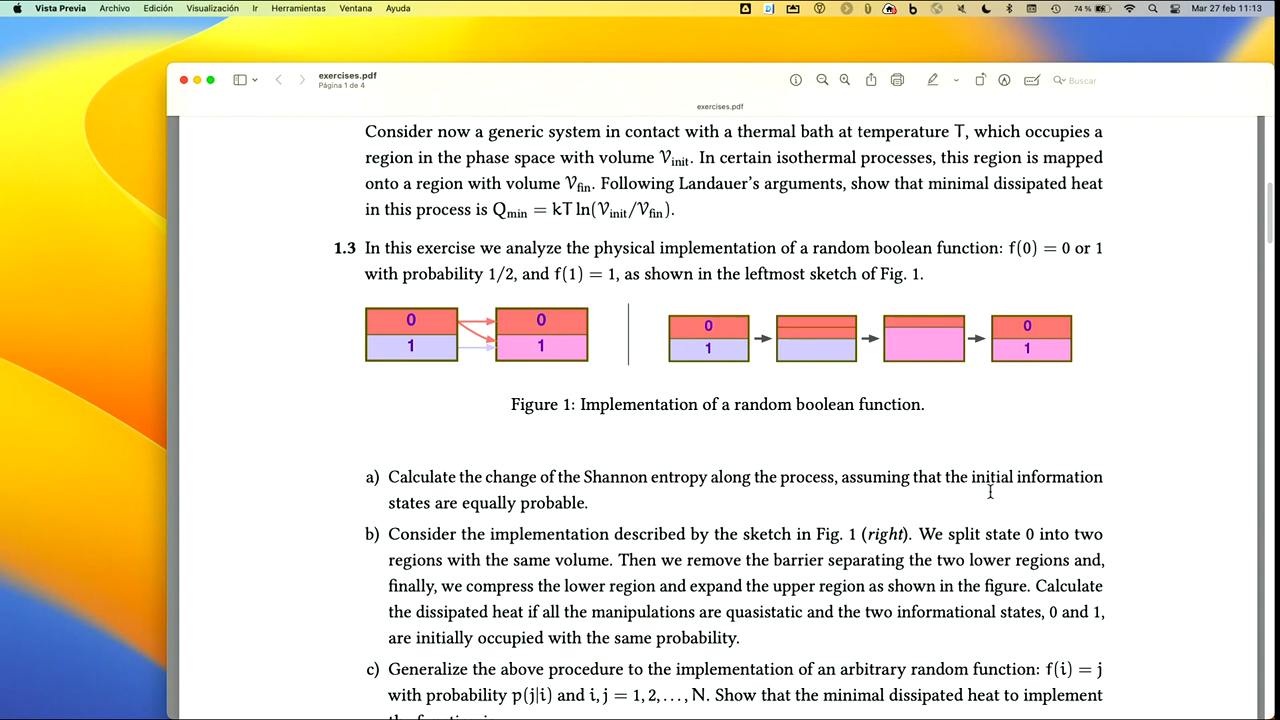 Vista Previa Archivo Edición Visualización Ir Herramientas Ventana Ayuda 74 % Mar 27 feb 11:13
exercises.pdf
Página 1 de 4
Buscar
exercises.pdf
Consider now a generic system in contact with a thermal bath at temperature T, which occupies a
region in the phase space with volume 𝒱init. In certain isothermal processes, this region is mapped
onto a region with volume 𝒱fin. Following Landauer's arguments, show that minimal dissipated heat
in this process is Qmin = kT ln(𝒱init/𝒱fin).
1.3 In this exercise we analyze the physical implementation of a random boolean function: f(0) = 0 or 1
with probability 1/2, and f(1) = 1, as shown in the leftmost sketch of Fig. 1.
0 0 0 0
1 1 1 1
Figure 1: Implementation of a random boolean function.
a) Calculate the change of the Shannon entropy along the process, assuming that the initial information
states are equally probable.
b) Consider the implementation described by the sketch in Fig. 1 (right). We split state 0 into two
regions with the same volume. Then we remove the barrier separating the two lower regions and,
finally, we compress the lower region and expand the upper region as shown in the figure. Calculate
the dissipated heat if all the manipulations are quasistatic and the two informational states, 0 and 1,
are initially occupied with the same probability.
c) Generalize the above procedure to the implementation of an arbitrary random function: f(i) = j
with probability p(j|i) and i, j = 1, 2, . . . , N. Show that the minimal dissipated heat to implement